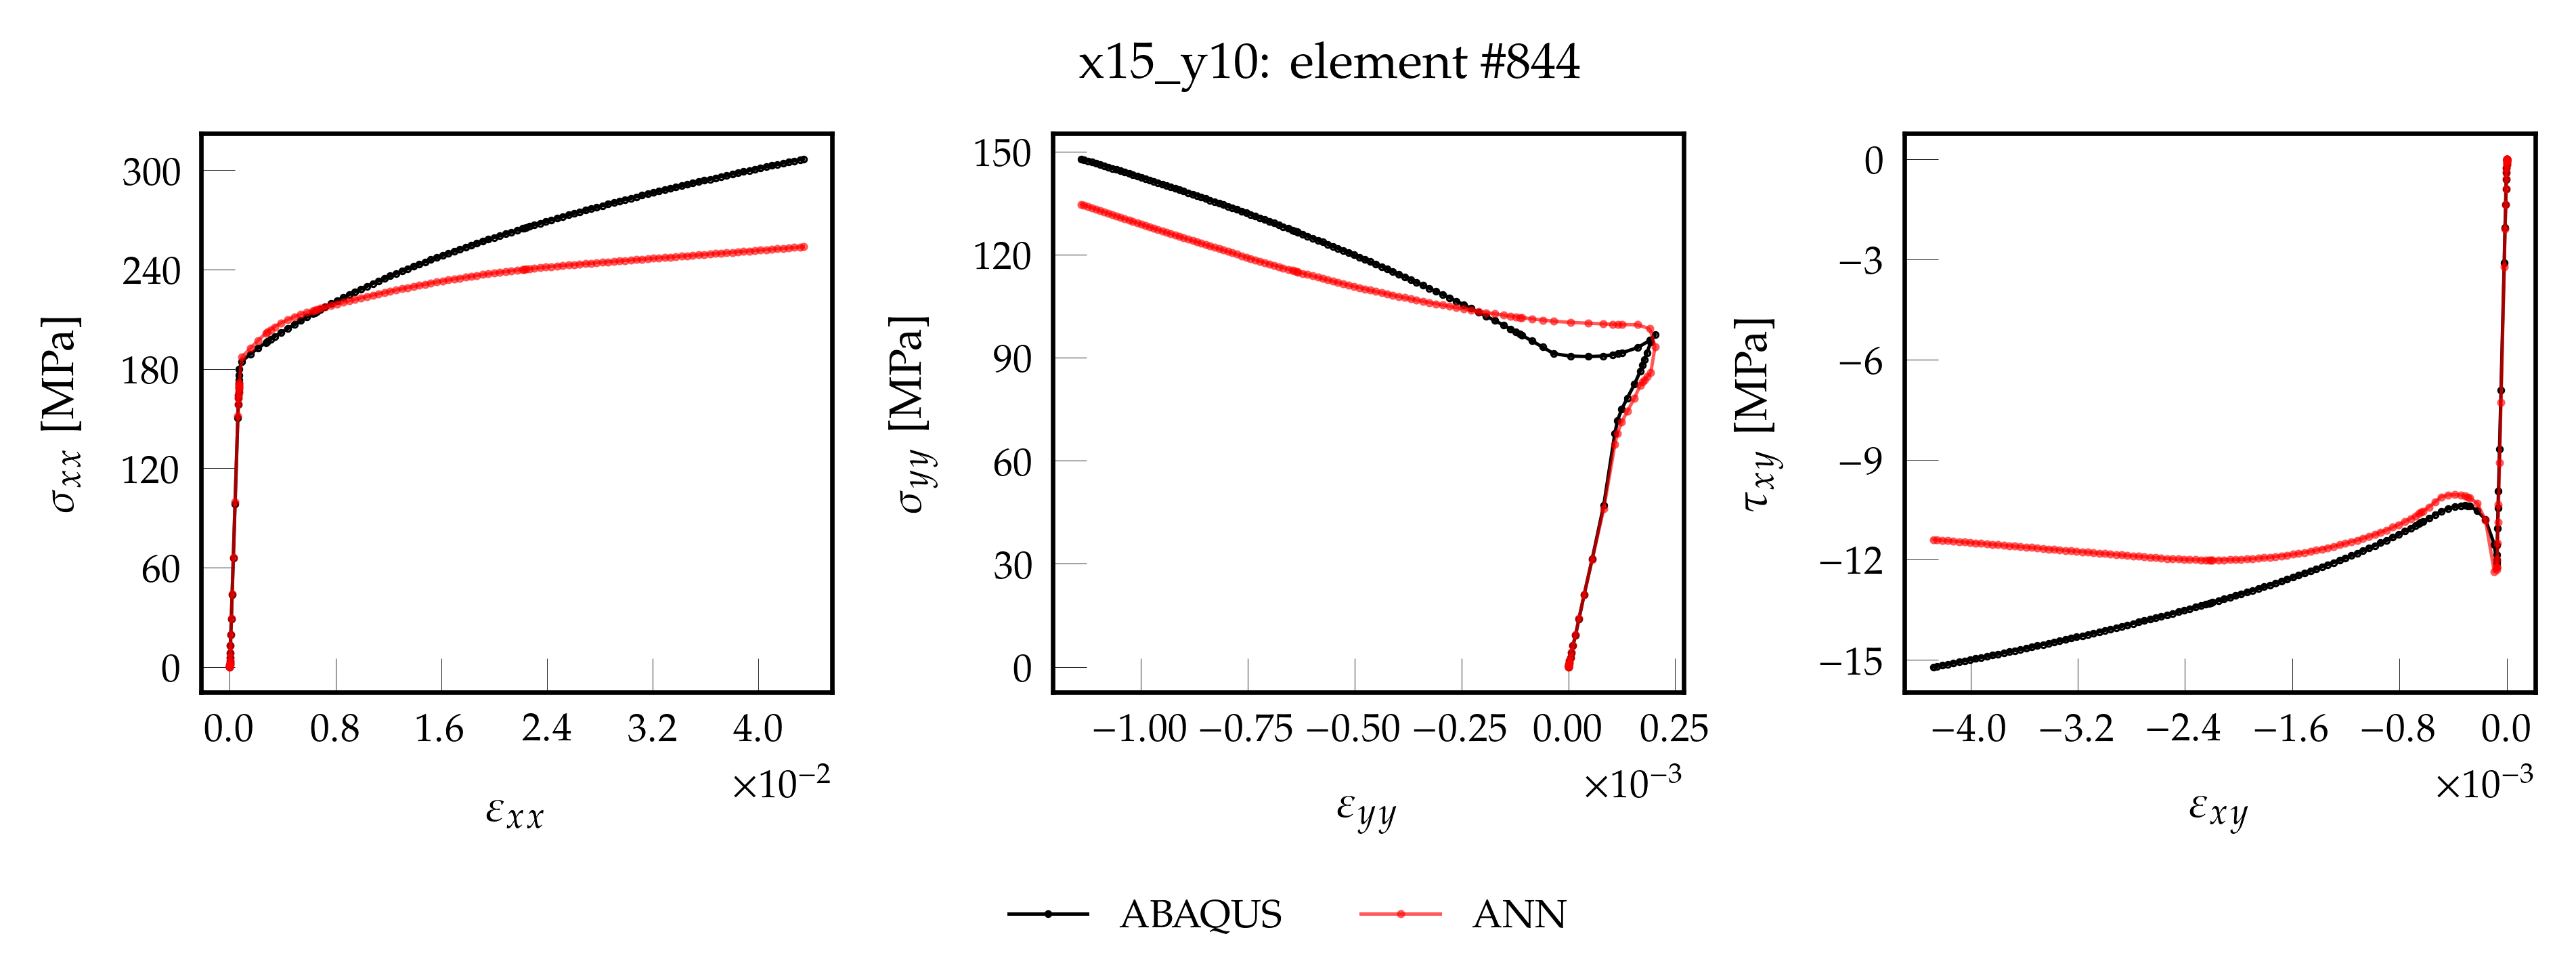 x15_y10: element #844
300
240
180
120
60
0
σxx [MPa]
0.0 0.8 1.6 2.4 3.2 4.0
×10−2
εxx
150
120
90
60
30
0
σyy [MPa]
−1.00 −0.75 −0.50 −0.25 0.00 0.25
×10−3
εyy
0
−3
−6
−9
−12
−15
τxy [MPa]
−4.0 −3.2 −2.4 −1.6 −0.8 0.0
×10−3
εxy
ABAQUS ANN